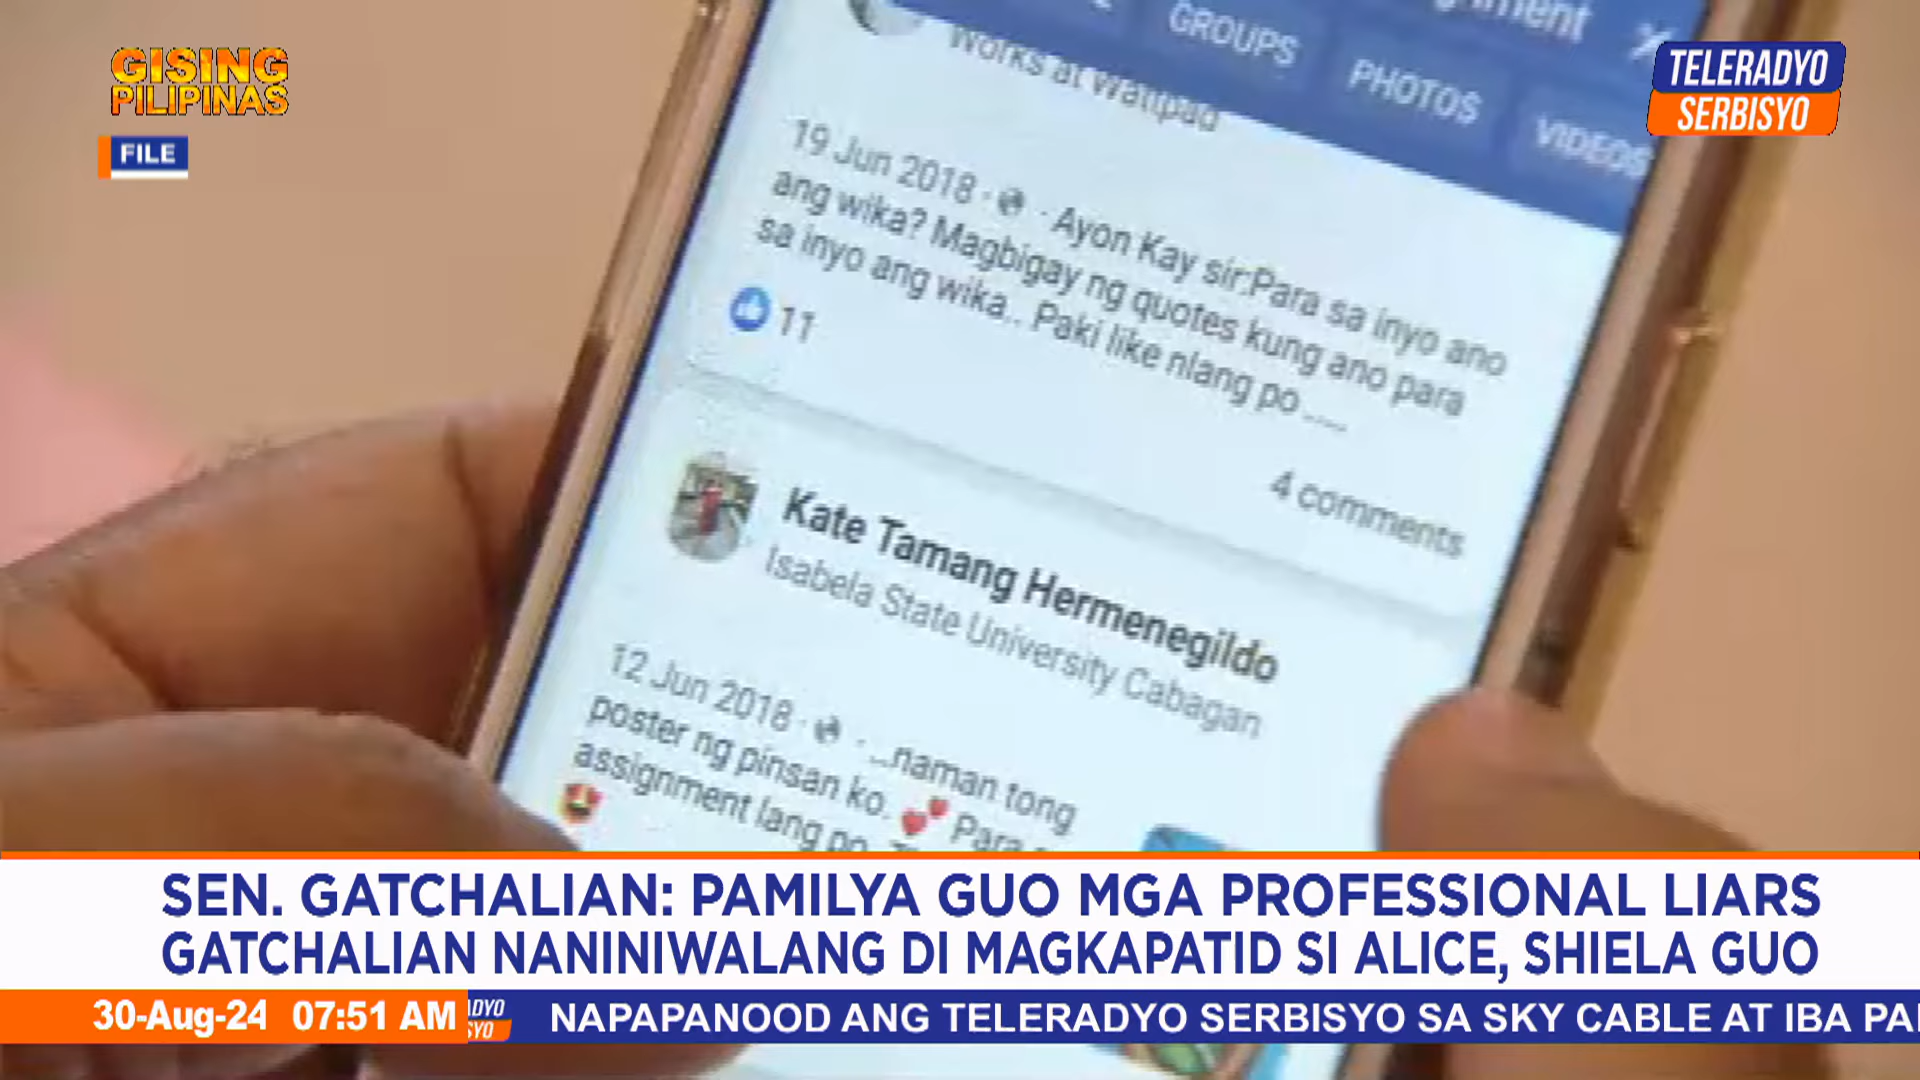 GISING
PILIPINAS
FILE
TELERADYO
SERBISYO
GROUPS
PHOTOS
VIDEOS
Works at wattpad
19 Jun 2018 · · Ayon Kay sir:Para sa inyo ano
ang wika? Magbigay ng quotes kung ano para
sa inyo ang wika.. Paki like nlang po .....
11
4 comments
Kate Tamang Hermenegildo
Isabela State University Cabagan
12 Jun 2018 · · ...naman tong
poster ng pinsan ko. 💕 Para
assignment lang po.
SEN. GATCHALIAN: PAMILYA GUO MGA PROFESSIONAL LIARS
GATCHALIAN NANINIWALANG DI MAGKAPATID SI ALICE, SHIELA GUO
30-Aug-24 07:51 AM
NAPAPANOOD ANG TELERADYO SERBISYO SA SKY CABLE AT IBA